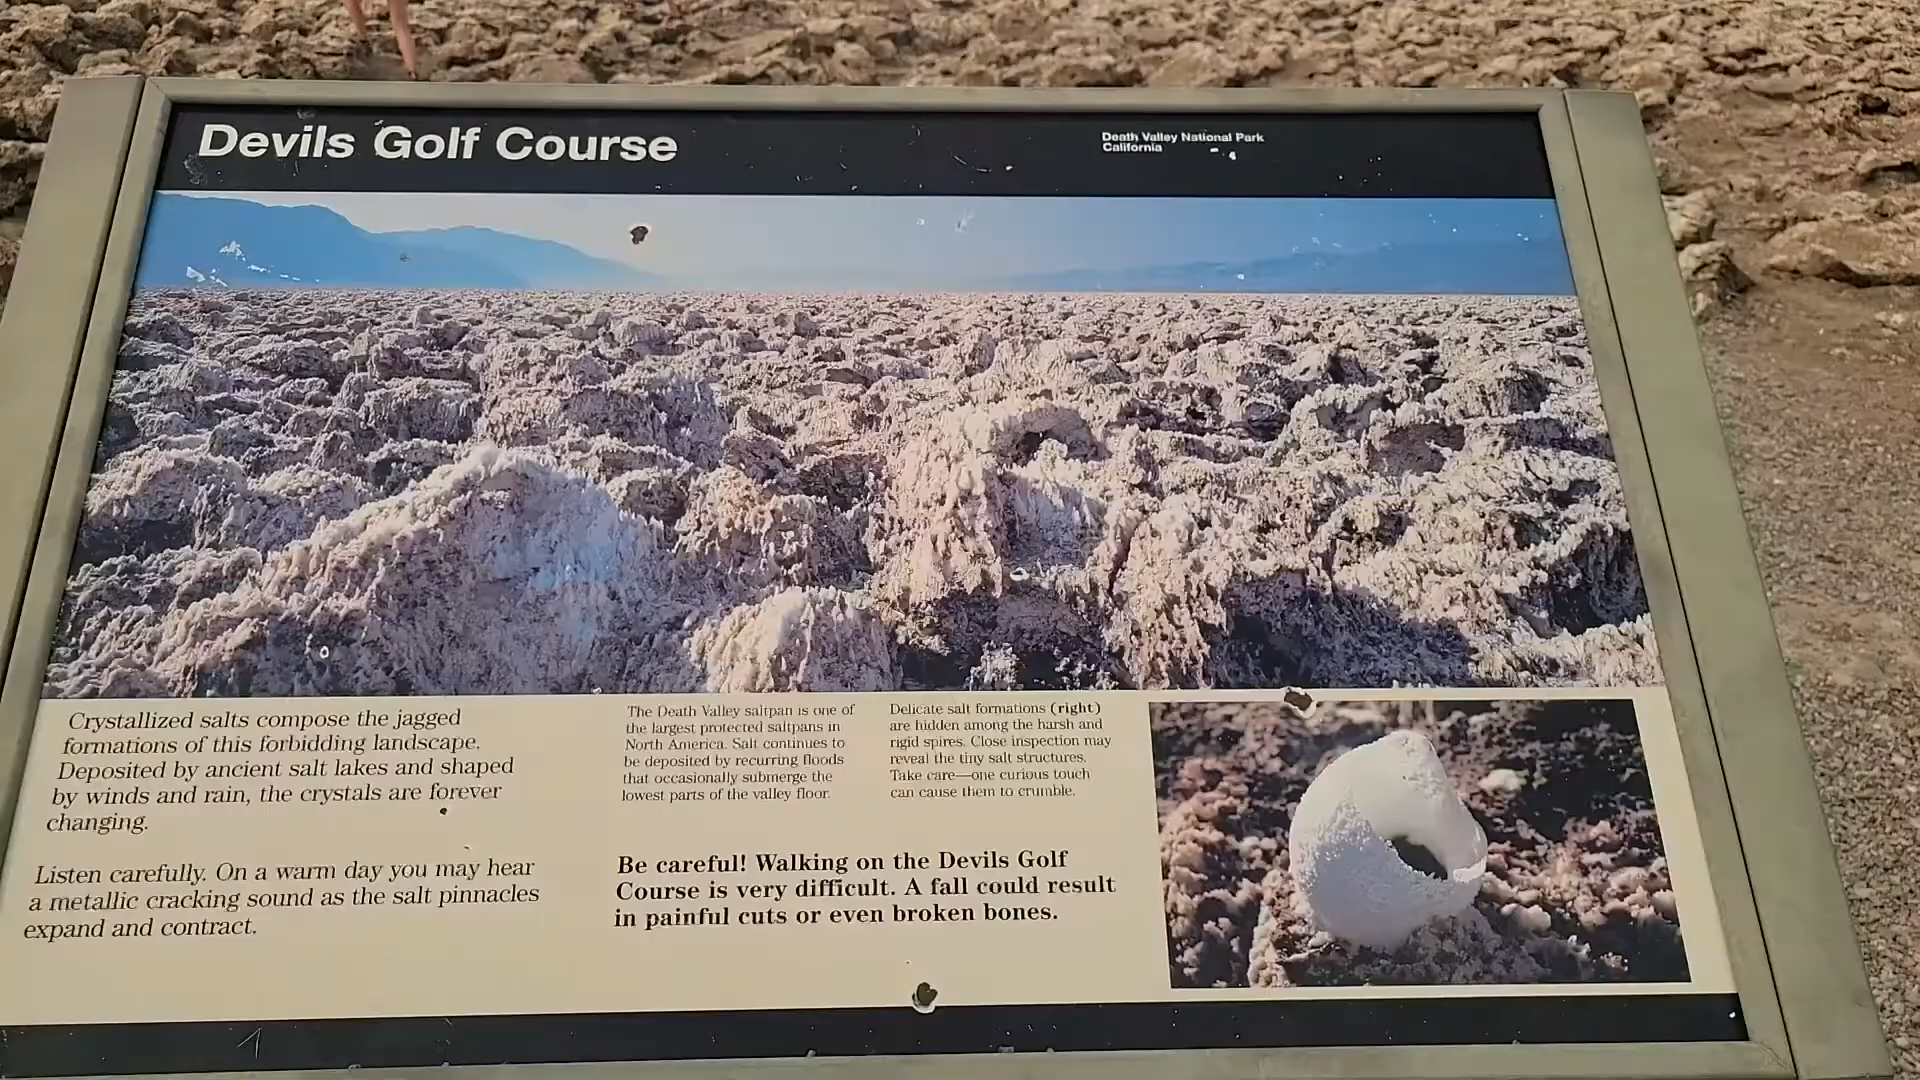 Devils Golf Course
Death Valley National Park
California
Crystallized salts compose the jagged
formations of this forbidding landscape.
Deposited by ancient salt lakes and shaped
by winds and rain, the crystals are forever
changing.
Listen carefully. On a warm day you may hear
a metallic cracking sound as the salt pinnacles
expand and contract.
The Death Valley saltpan is one of
the largest protected saltpans in
North America. Salt continues to
be deposited by recurring floods
that occasionally submerge the
lowest parts of the valley floor.
Be careful! Walking on the Devils Golf
Course is very difficult. A fall could result
in painful cuts or even broken bones.
Delicate salt formations (right)
are hidden among the harsh and
rigid spires. Close inspection may
reveal the tiny salt structures.
Take care—one curious touch
can cause them to crumble.